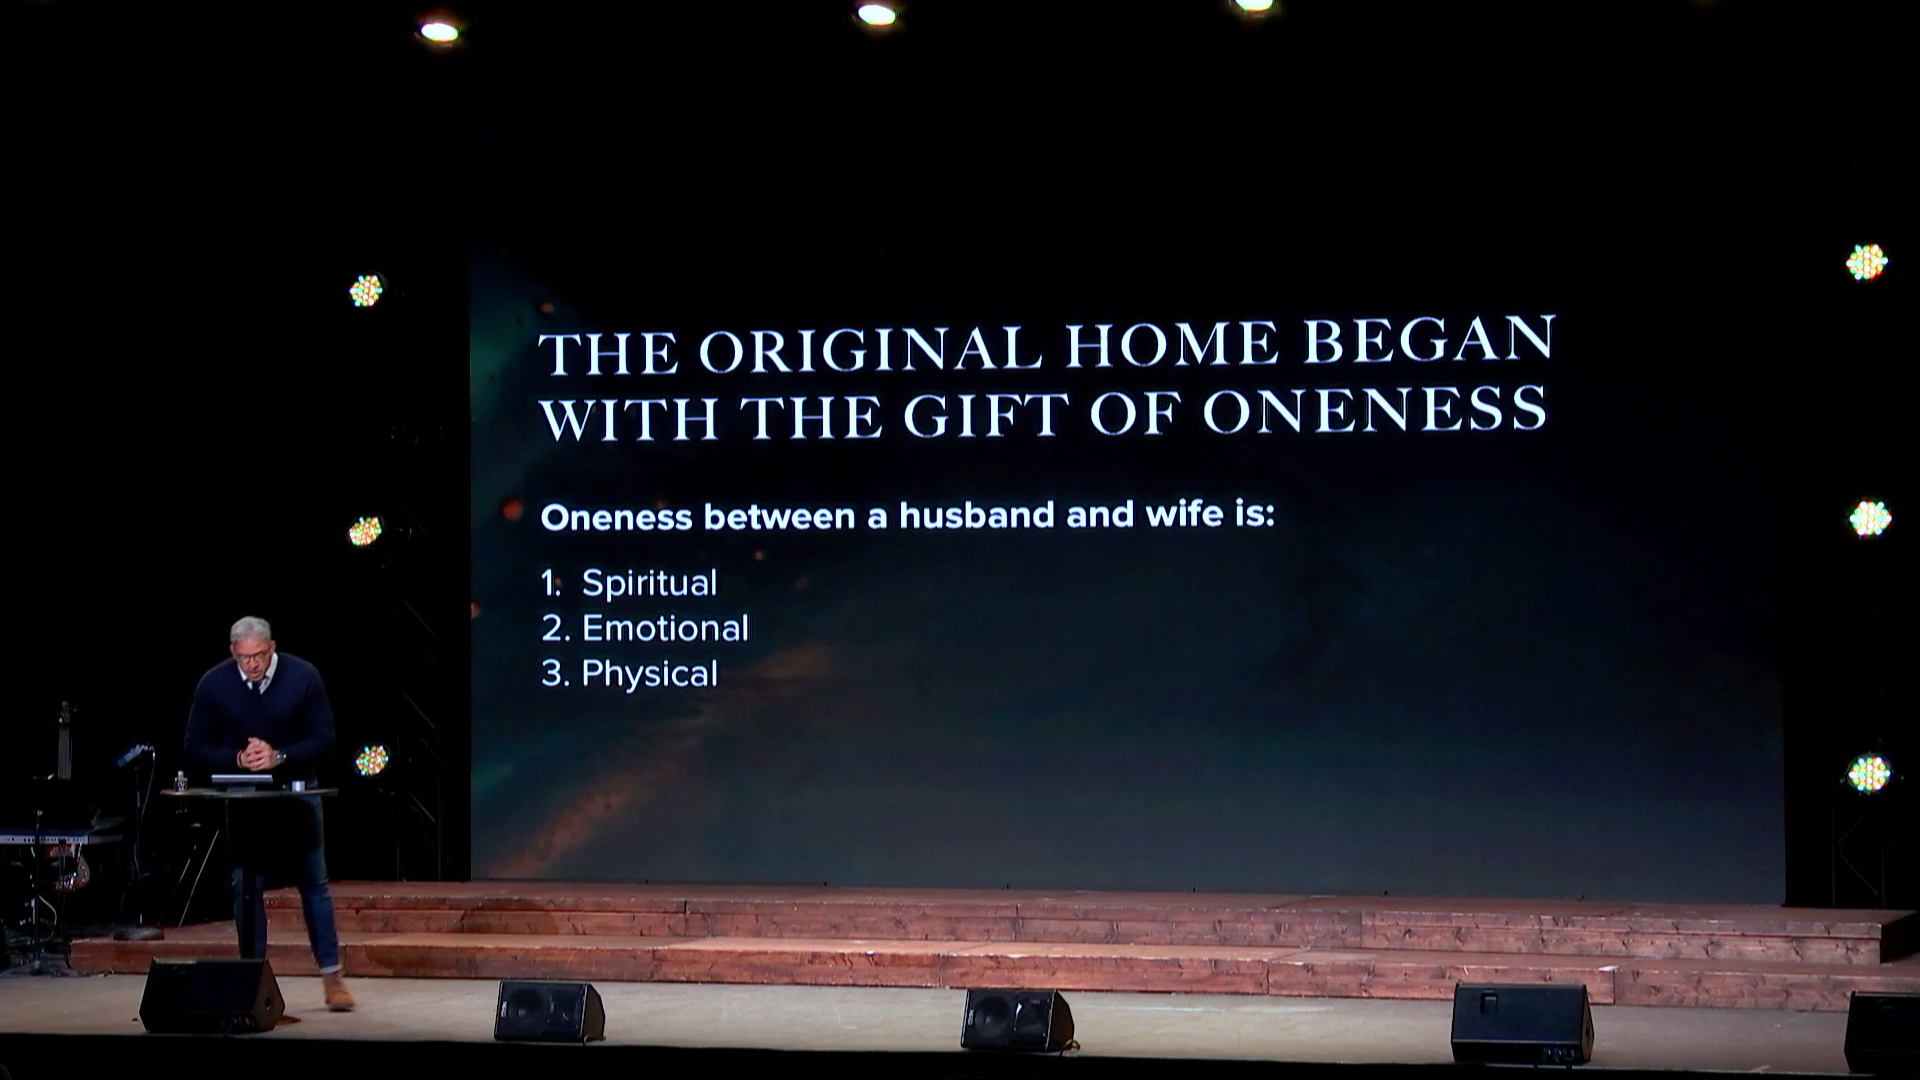 THE ORIGINAL HOME BEGAN
WITH THE GIFT OF ONENESS
Oneness between a husband and wife is:
1. Spiritual
2. Emotional
3. Physical